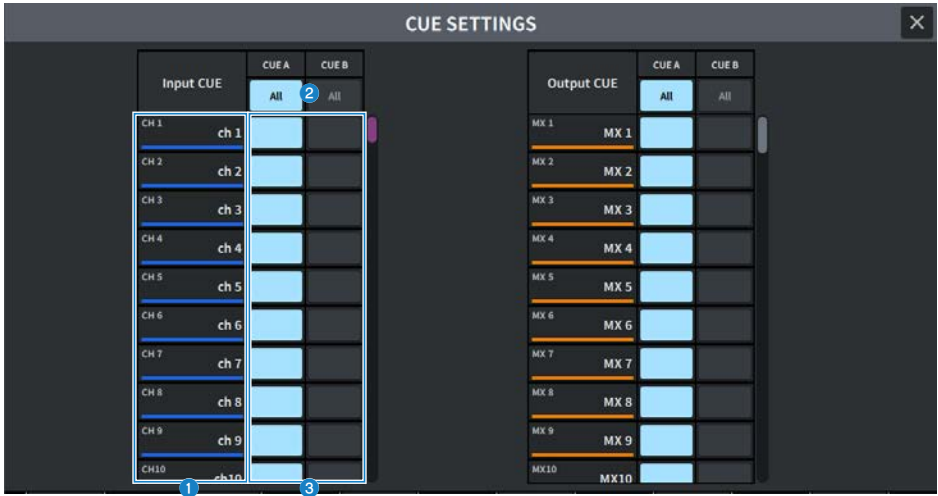 CUE SETTINGS
Input CUE
CUE A
CUE B
All
2
All
CH 1
ch 1
CH 2
ch 2
CH 3
ch 3
CH 4
ch 4
CH 5
ch 5
CH 6
ch 6
CH 7
ch 7
CH 8
ch 8
CH 9
ch 9
CH10
ch10
1
3
Output CUE
CUE A
CUE B
All
All
MX 1
MX 1
MX 2
MX 2
MX 3
MX 3
MX 4
MX 4
MX 5
MX 5
MX 6
MX 6
MX 7
MX 7
MX 8
MX 8
MX 9
MX 9
MX10
MX10